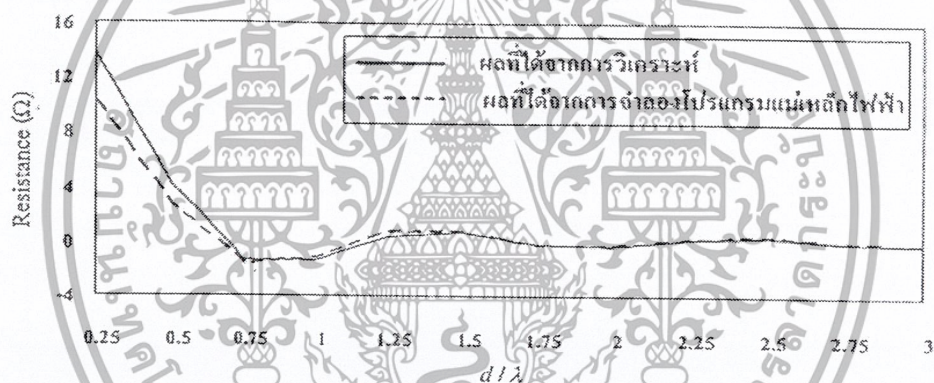 16
ผลที่ได้จากการวิเคราะห์
12
ผลที่ได้จากการจำลองโปรแกรมแม่เหล็กไฟฟ้า
8
Resistance (Ω)
4
0
-4
0.25 0.5 0.75 1 1.25 1.5 1.75 2 2.25 2.5 2.75 3
d / λ